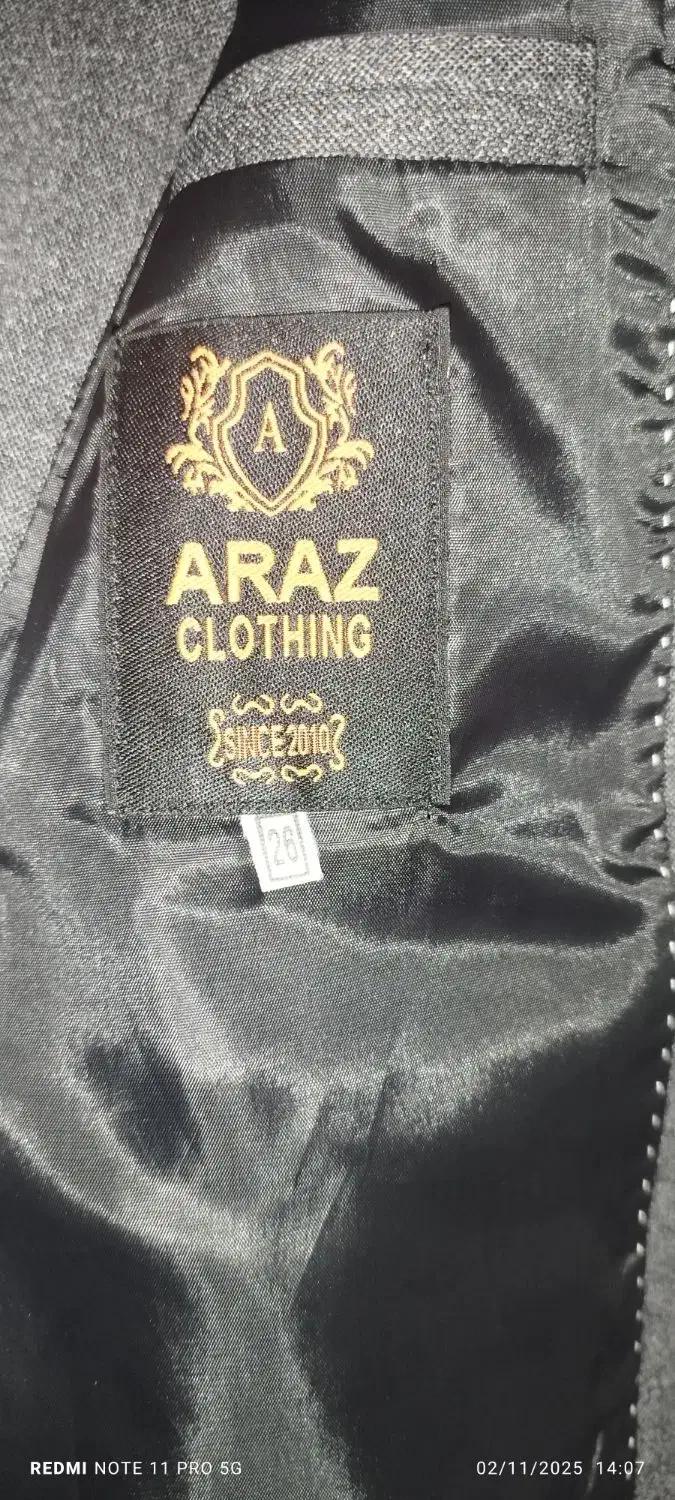 A
ARAZ
CLOTHING
SINCE 2010
26
REDMI NOTE 11 PRO 5G
02/11/2025 14:07